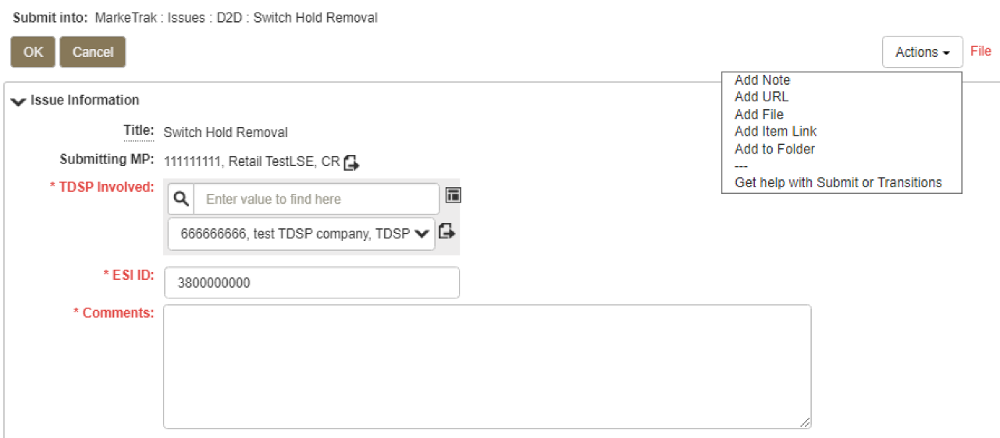 Submit into: MarkeTrak : Issues : D2D : Switch Hold Removal
OK Cancel Actions File
Add Note
Add URL
Add File
Add Item Link
Add to Folder
---
Get help with Submit or Transitions
Issue Information
Title: Switch Hold Removal
Submitting MP: 111111111, Retail TestLSE, CR
* TDSP Involved: Enter value to find here
666666666, test TDSP company, TDSP
* ESI ID: 3800000000
* Comments: